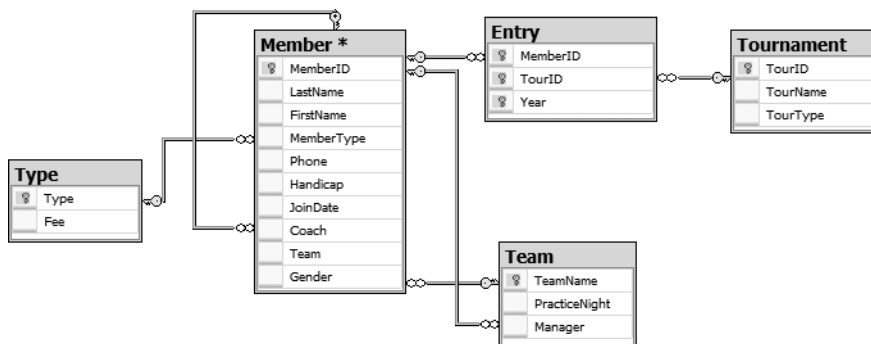 Member *
MemberID
LastName
FirstName
MemberType
Phone
Handicap
JoinDate
Coach
Team
Gender
Entry
MemberID
TourID
Year
Tournament
TourID
TourName
TourType
Type
Type
Fee
Team
TeamName
PracticeNight
Manager